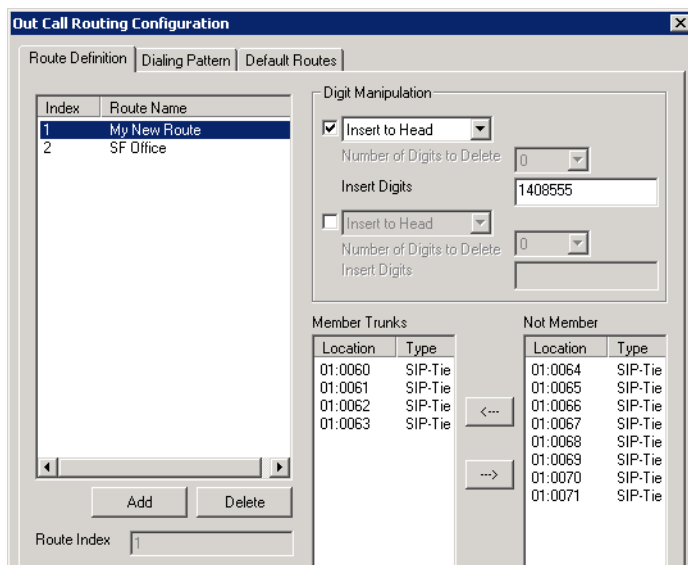 Out Call Routing Configuration
Route Definition
Dialing Pattern
Default Routes
Index Route Name
1 My New Route
2 SF Office
Add
Delete
Route Index 1
Digit Manipulation
Insert to Head
Number of Digits to Delete 0
Insert Digits 1408555
Insert to Head
Number of Digits to Delete 0
Insert Digits
Member Trunks
Location Type
01:0060 SIP-Tie
01:0061 SIP-Tie
01:0062 SIP-Tie
01:0063 SIP-Tie
<---
--->
Not Member
Location Type
01:0064 SIP-Tie
01:0065 SIP-Tie
01:0066 SIP-Tie
01:0067 SIP-Tie
01:0068 SIP-Tie
01:0069 SIP-Tie
01:0070 SIP-Tie
01:0071 SIP-Tie